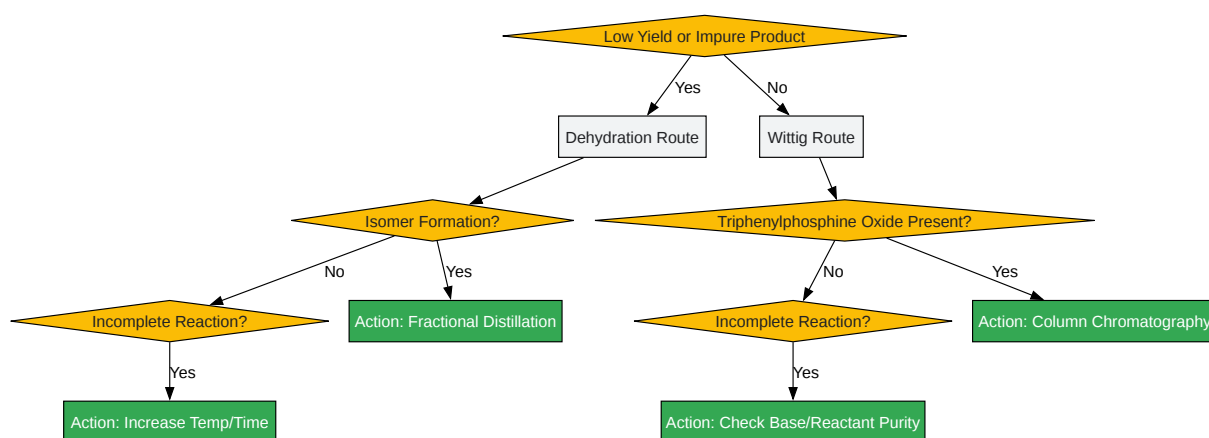 Low Yield or Impure Product
Yes
No
Dehydration Route
Wittig Route
Isomer Formation?
Triphenylphosphine Oxide Present?
No
Yes
No
Yes
Incomplete Reaction?
Action: Fractional Distillation
Incomplete Reaction?
Action: Column Chromatography
Yes
Yes
Action: Increase Temp/Time
Action: Check Base/Reactant Purity